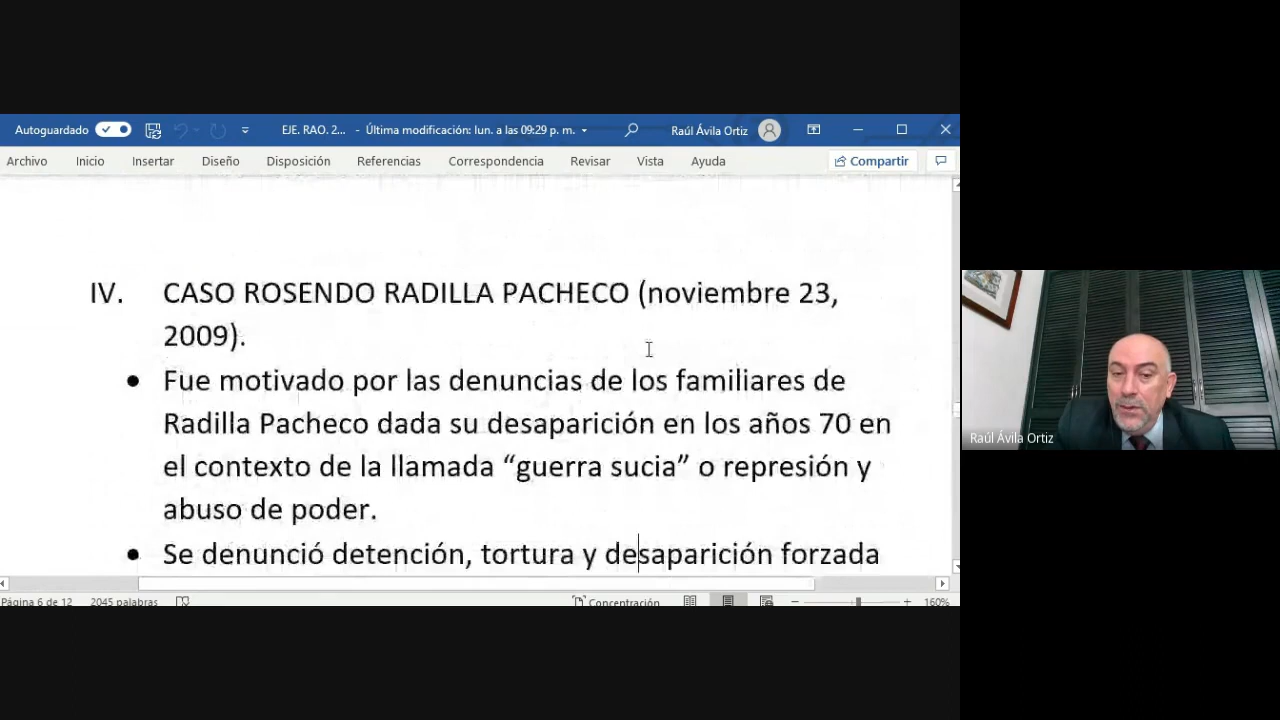 Autoguardado EJE. RAO. 2... - Última modificación: lun. a las 09:29 p. m. Raúl Ávila Ortiz
Archivo Inicio Insertar Diseño Disposición Referencias Correspondencia Revisar Vista Ayuda Compartir
IV. CASO ROSENDO RADILLA PACHECO (noviembre 23,
2009).
• Fue motivado por las denuncias de los familiares de
Radilla Pacheco dada su desaparición en los años 70 en
el contexto de la llamada “guerra sucia” o represión y
abuso de poder.
• Se denunció detención, tortura y desaparición forzada
Página 6 de 12 2045 palabras Concentración 160%
Raúl Ávila Ortiz